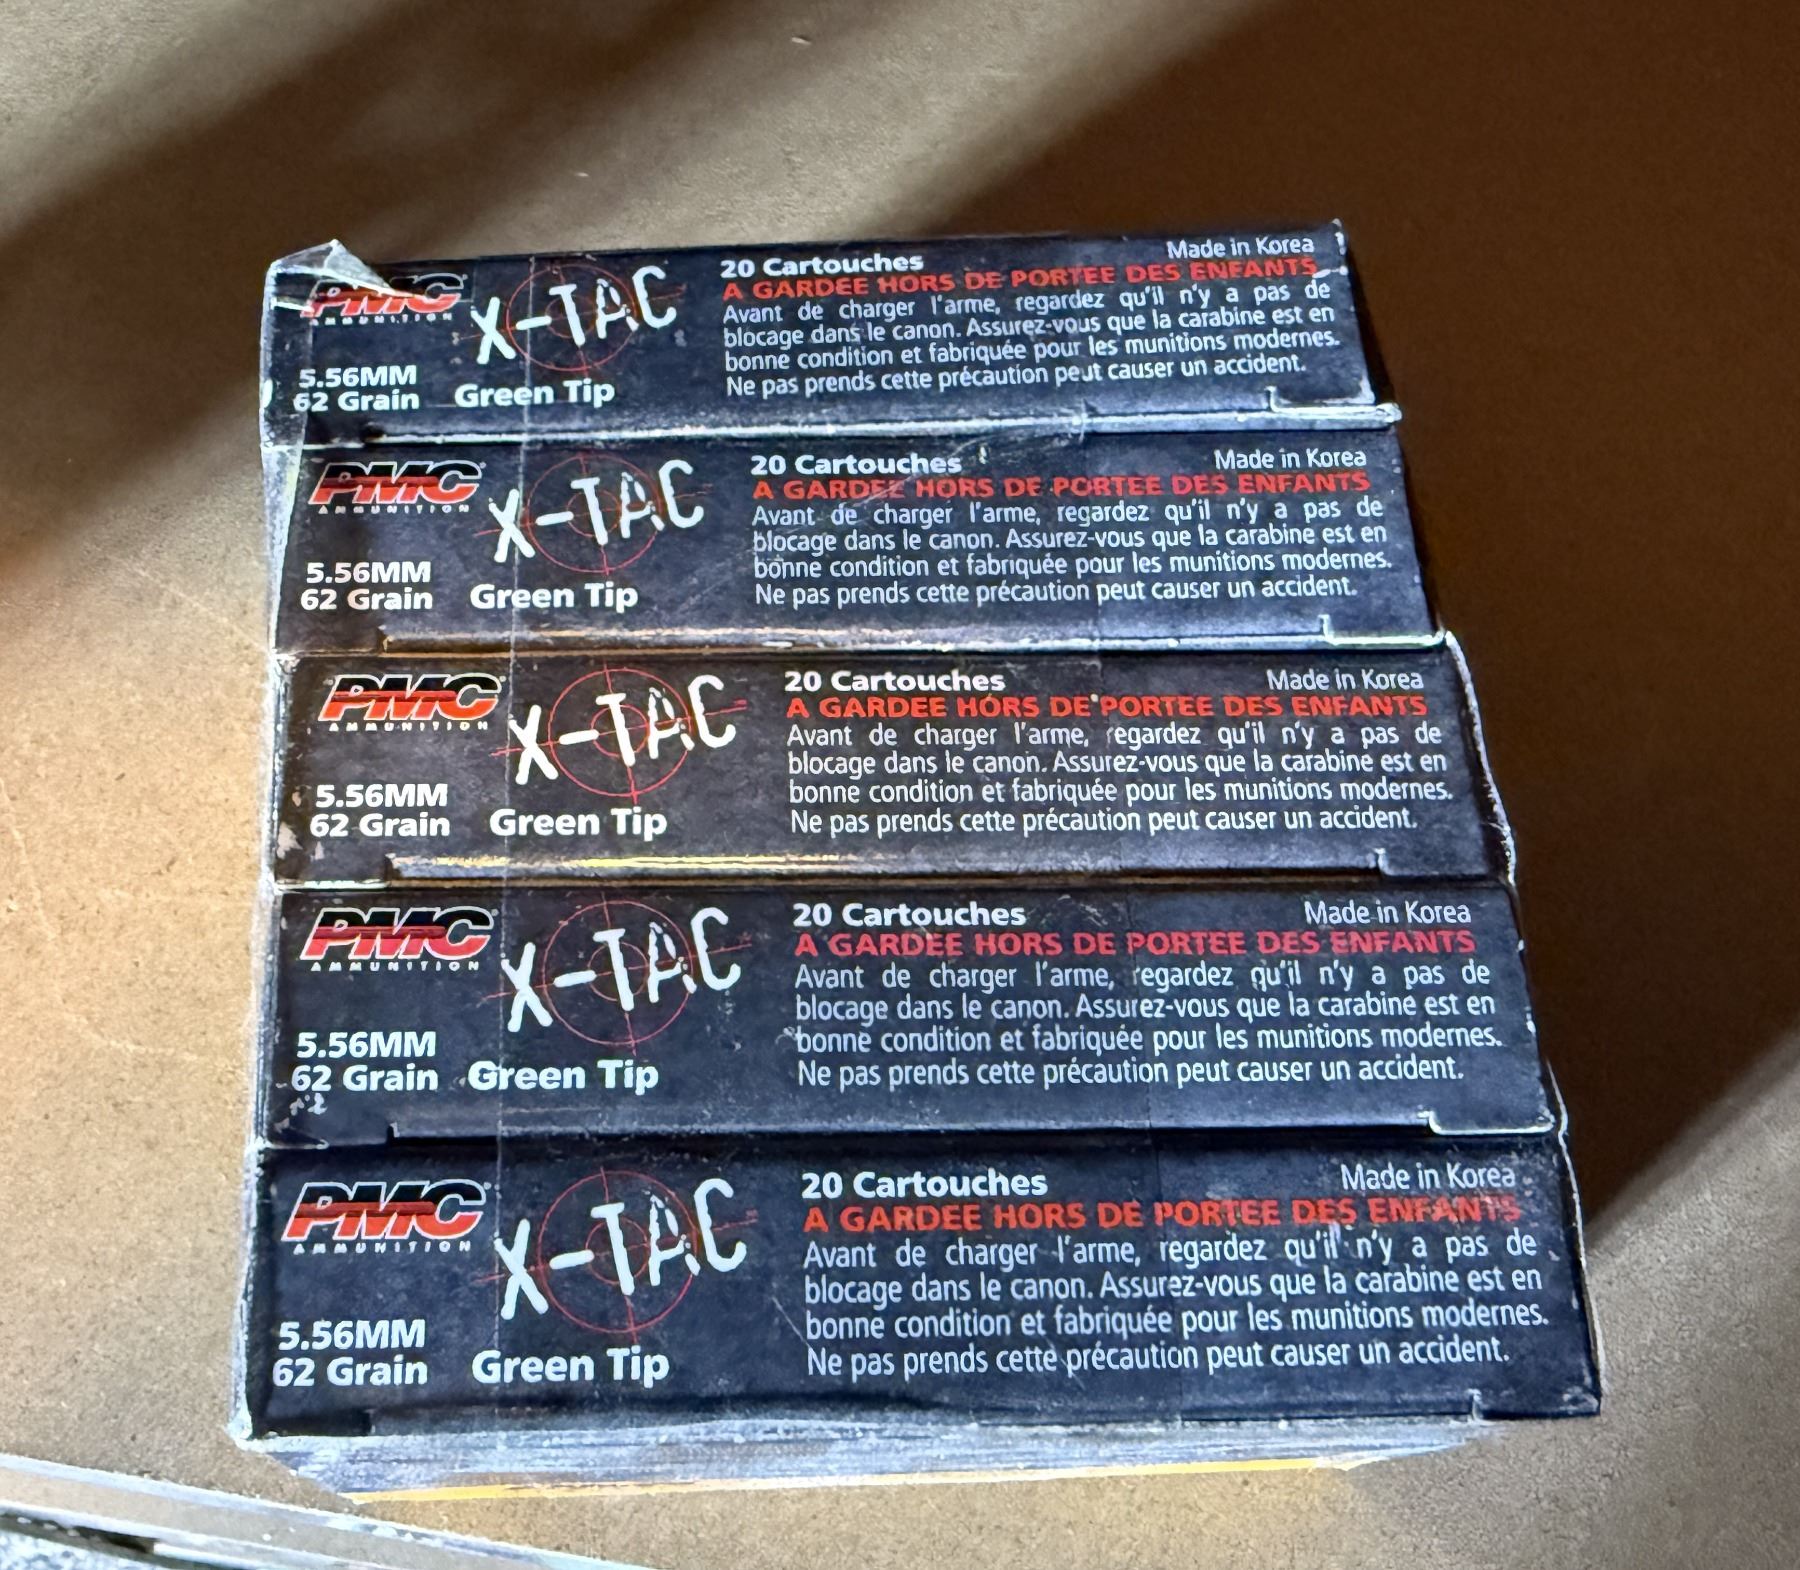 PMC
AMMUNITION
X-TAC
5.56MM
62 Grain
Green Tip
20 Cartouches
Made in Korea
A GARDEE HORS DE PORTEE DES ENFANTS
Avant de charger l'arme, regardez qu'il n'y a pas de
blocage dans le canon. Assurez-vous que la carabine est en
bonne condition et fabriquée pour les munitions modernes.
Ne pas prends cette précaution peut causer un accident.
PMC
AMMUNITION
X-TAC
5.56MM
62 Grain
Green Tip
20 Cartouches
Made in Korea
A GARDEE HORS DE PORTEE DES ENFANTS
Avant de charger l'arme, regardez qu'il n'y a pas de
blocage dans le canon. Assurez-vous que la carabine est en
bonne condition et fabriquée pour les munitions modernes.
Ne pas prends cette précaution peut causer un accident.
PMC
AMMUNITION
X-TAC
5.56MM
62 Grain
Green Tip
20 Cartouches
Made in Korea
A GARDEE HORS DE PORTEE DES ENFANTS
Avant de charger l'arme, regardez qu'il n'y a pas de
blocage dans le canon. Assurez-vous que la carabine est en
bonne condition et fabriquée pour les munitions modernes.
Ne pas prends cette précaution peut causer un accident.
PMC
AMMUNITION
X-TAC
5.56MM
62 Grain
Green Tip
20 Cartouches
Made in Korea
A GARDEE HORS DE PORTEE DES ENFANTS
Avant de charger l'arme, regardez qu'il n'y a pas de
blocage dans le canon. Assurez-vous que la carabine est en
bonne condition et fabriquée pour les munitions modernes.
Ne pas prends cette précaution peut causer un accident.
PMC
AMMUNITION
X-TAC
5.56MM
62 Grain
Green Tip
20 Cartouches
Made in Korea
A GARDEE HORS DE PORTEE DES ENFANTS
Avant de charger l'arme, regardez qu'il n'y a pas de
blocage dans le canon. Assurez-vous que la carabine est en
bonne condition et fabriquée pour les munitions modernes.
Ne pas prends cette précaution peut causer un accident.